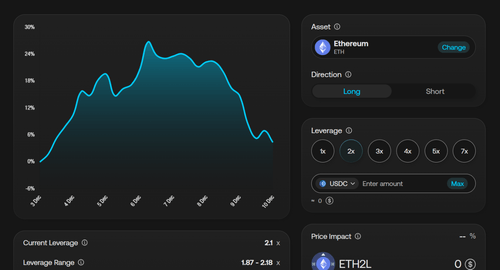 30%
24%
18%
12%
6%
0%
-6%
3 Dec
4 Dec
5 Dec
6 Dec
7 Dec
8 Dec
9 Dec
10 Dec
Current Leverage
2.1 x
Leverage Range
1.87 - 2.18 x
Asset
Ethereum
ETH
Change
Direction
Long
Short
Leverage
1x
2x
3x
4x
5x
7x
USDC
Enter amount
Max
≈ 0
Price Impact
-- %
ETH2L
0